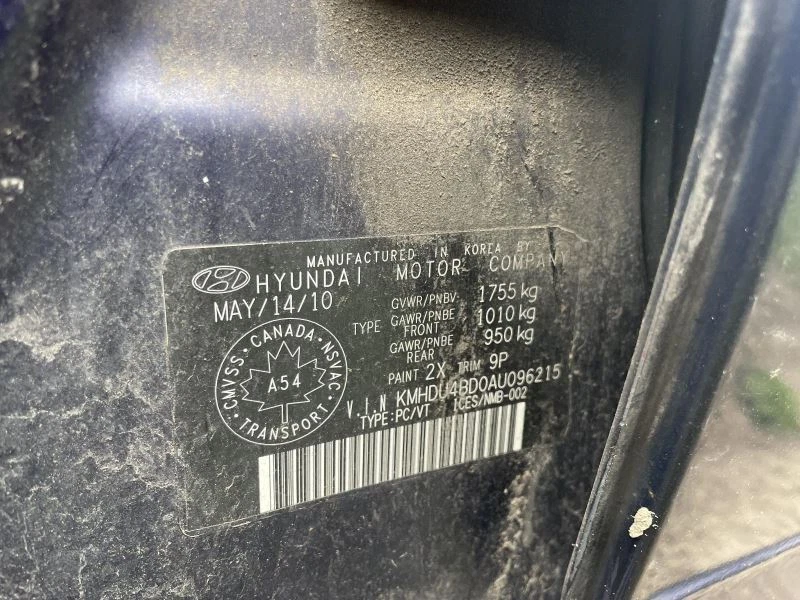 MANUFACTURED IN KOREA BY
HYUNDAI MOTOR COMPANY
MAY/14/10
TYPE
GVWR/PNBV 1755 kg
GAWR/PNBE FRONT 1010 kg
GAWR/PNBE REAR 950 kg
PAINT 2X TRIM 9P
CANADA
CMVSS NSVAC
A54
TRANSPORT
V.I.N KMHDU4BD0AU096215
TYPE:PC/VT ICES/NMB-002